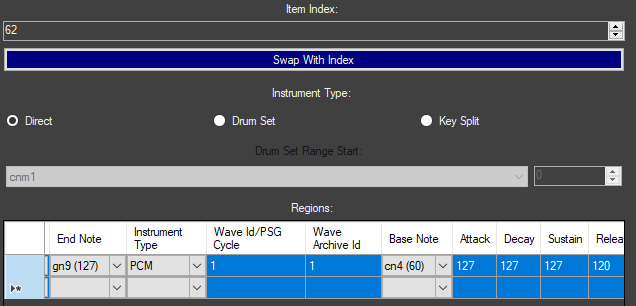 Item Index:
62
Swap With Index
Instrument Type:
Direct Drum Set Key Split
Drum Set Range Start:
cnm1 0
Regions:
End Note Instrument Type Wave Id/PSG Cycle Wave Archive Id Base Note Attack Decay Sustain Relea
gn9 (127) PCM 1 1 cn4 (60) 127 127 127 120